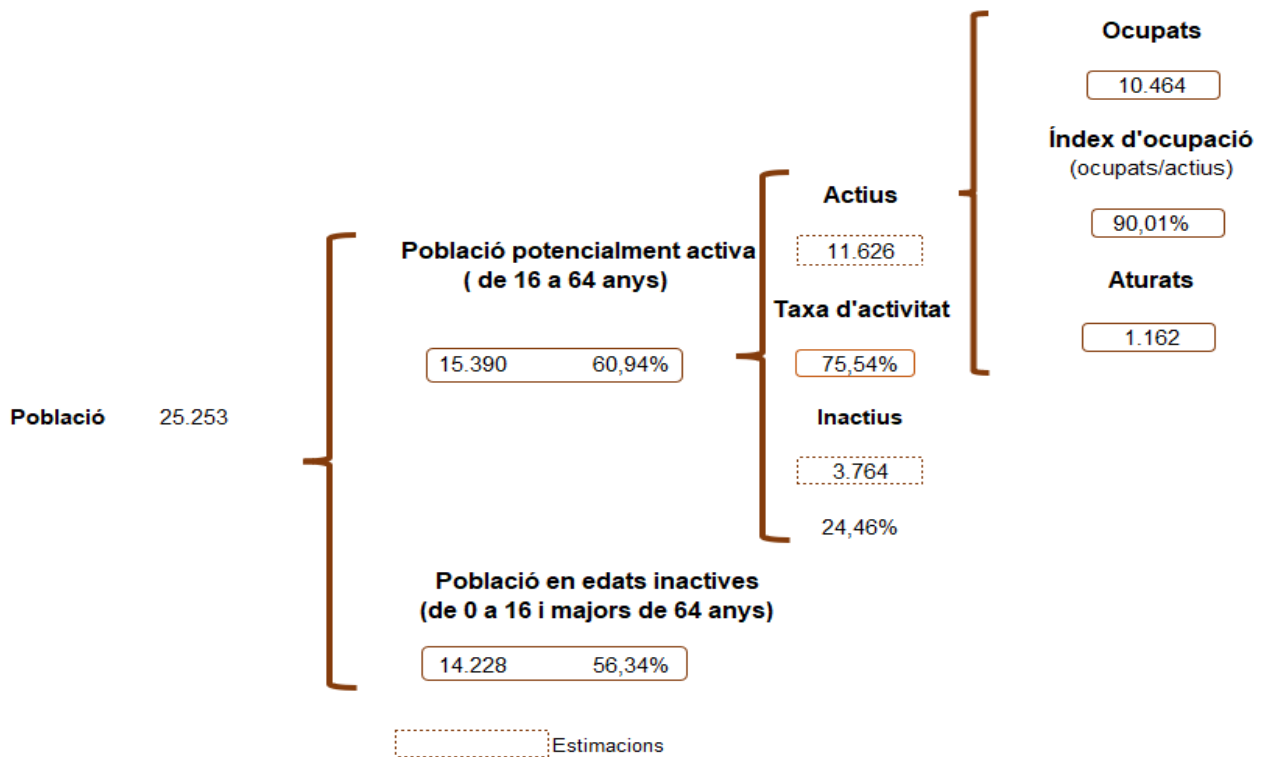 Població 25.253
Població potencialment activa
( de 16 a 64 anys)
15.390 60,94%
Població en edats inactives
(de 0 a 16 i majors de 64 anys)
14.228 56,34%
Actius
11.626
Taxa d'activitat
75,54%
Inactius
3.764
24,46%
Ocupats
10.464
Índex d'ocupació
(ocupats/actius)
90,01%
Aturats
1.162
Estimacions